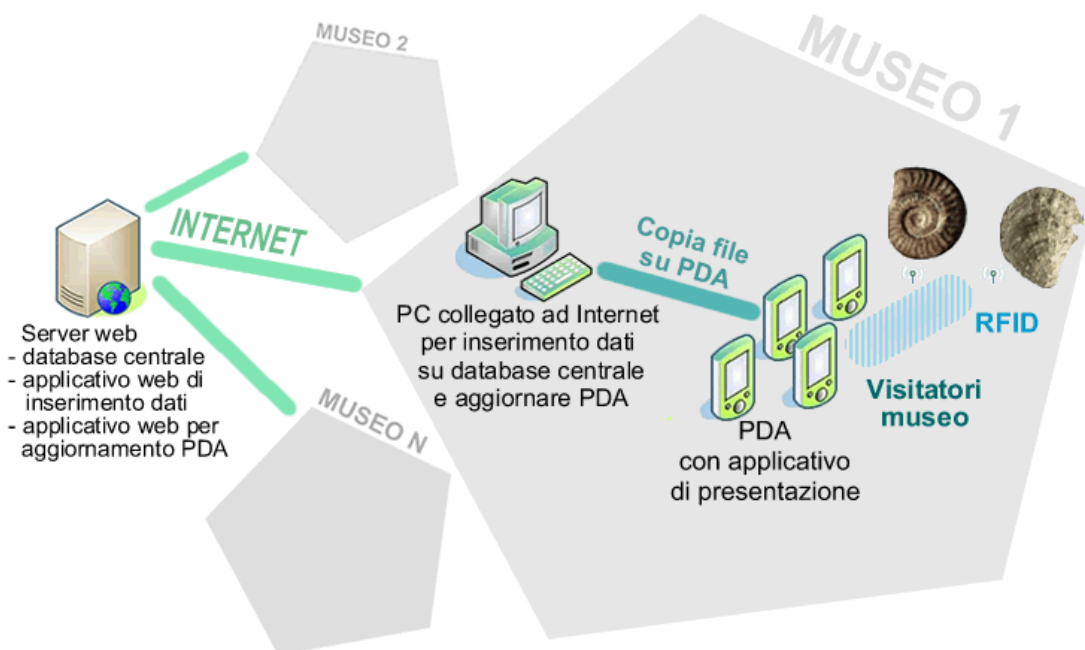 MUSEO 2
MUSEO 1
INTERNET
Server web
- database centrale
- applicativo web di
inserimento dati
- applicativo web per
aggiornamento PDA
MUSEO N
PC collegato ad Internet
per inserimento dati
su database centrale
e aggiornare PDA
Copia file
su PDA
RFID
Visitatori
museo
PDA
con applicativo
di presentazione